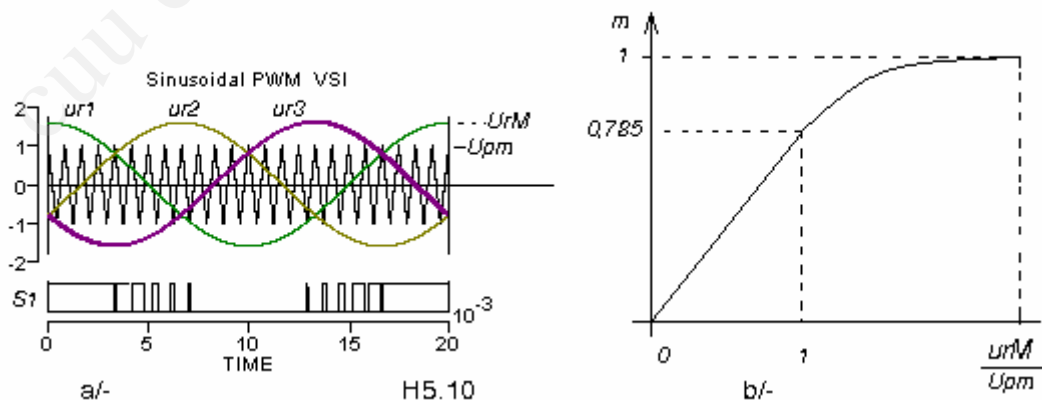 cuu
Sinusoidal PWM VSI
ur1 ur2 ur3
UrM
Upm
2
1
0
-1
-2
S1
10-3
0 5 10 15 20
TIME
a/-
H5.10
m
1
0,785
0 1
urM
Upm
b/-